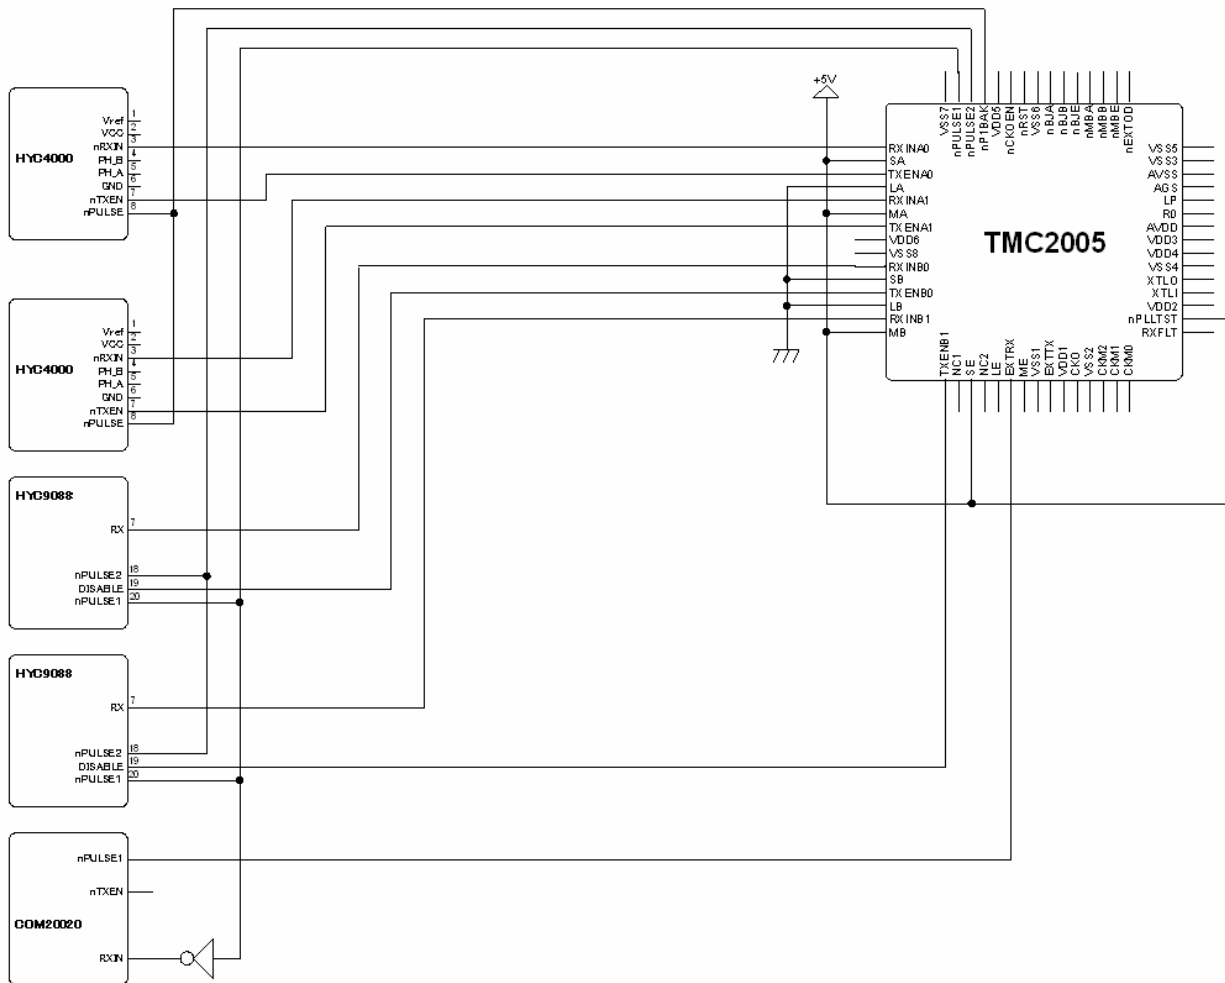 +5V
HYC4000
Vref 1
VCC 2
nRXIN 3
PH_B 4
PH_A 5
GND 6
nTXEN 7
nPULSE 8
HYC4000
Vref 1
VCC 2
nRXIN 3
PH_B 4
PH_A 5
GND 6
nTXEN 7
nPULSE 8
HYC9088
RX 7
nPULSE2 18
DISABLE 19
nPULSE1 20
HYC9088
RX 7
nPULSE2 18
DISABLE 19
nPULSE1 20
COM20020
nPULSE1
nTXEN
RXIN
TMC2005
VSS7
nPULSE1
nPULSE2
nP1BAK
VDD5
nCKOEN
nRST
VSS6
nBJA
nBJB
nBJE
nMBA
nMBB
nMBE
nEXTOD
RXINA0
SA
TXENA0
LA
RXINA1
MA
TXENA1
VDD6
VSS8
RXINB0
SB
TXENB0
LB
RXINB1
MB
VSS5
VSS3
AVSS
AGS
LP
R0
AVDD
VDD3
VDD4
VSS4
XTLO
XTLI
VDD2
nPLLTST
RXFLT
TXENB1
NC1
SE
NC2
LE
EXTRX
ME
VSS1
EXTTX
VDD1
CKO
VSS2
CKM2
CKM1
CKM0